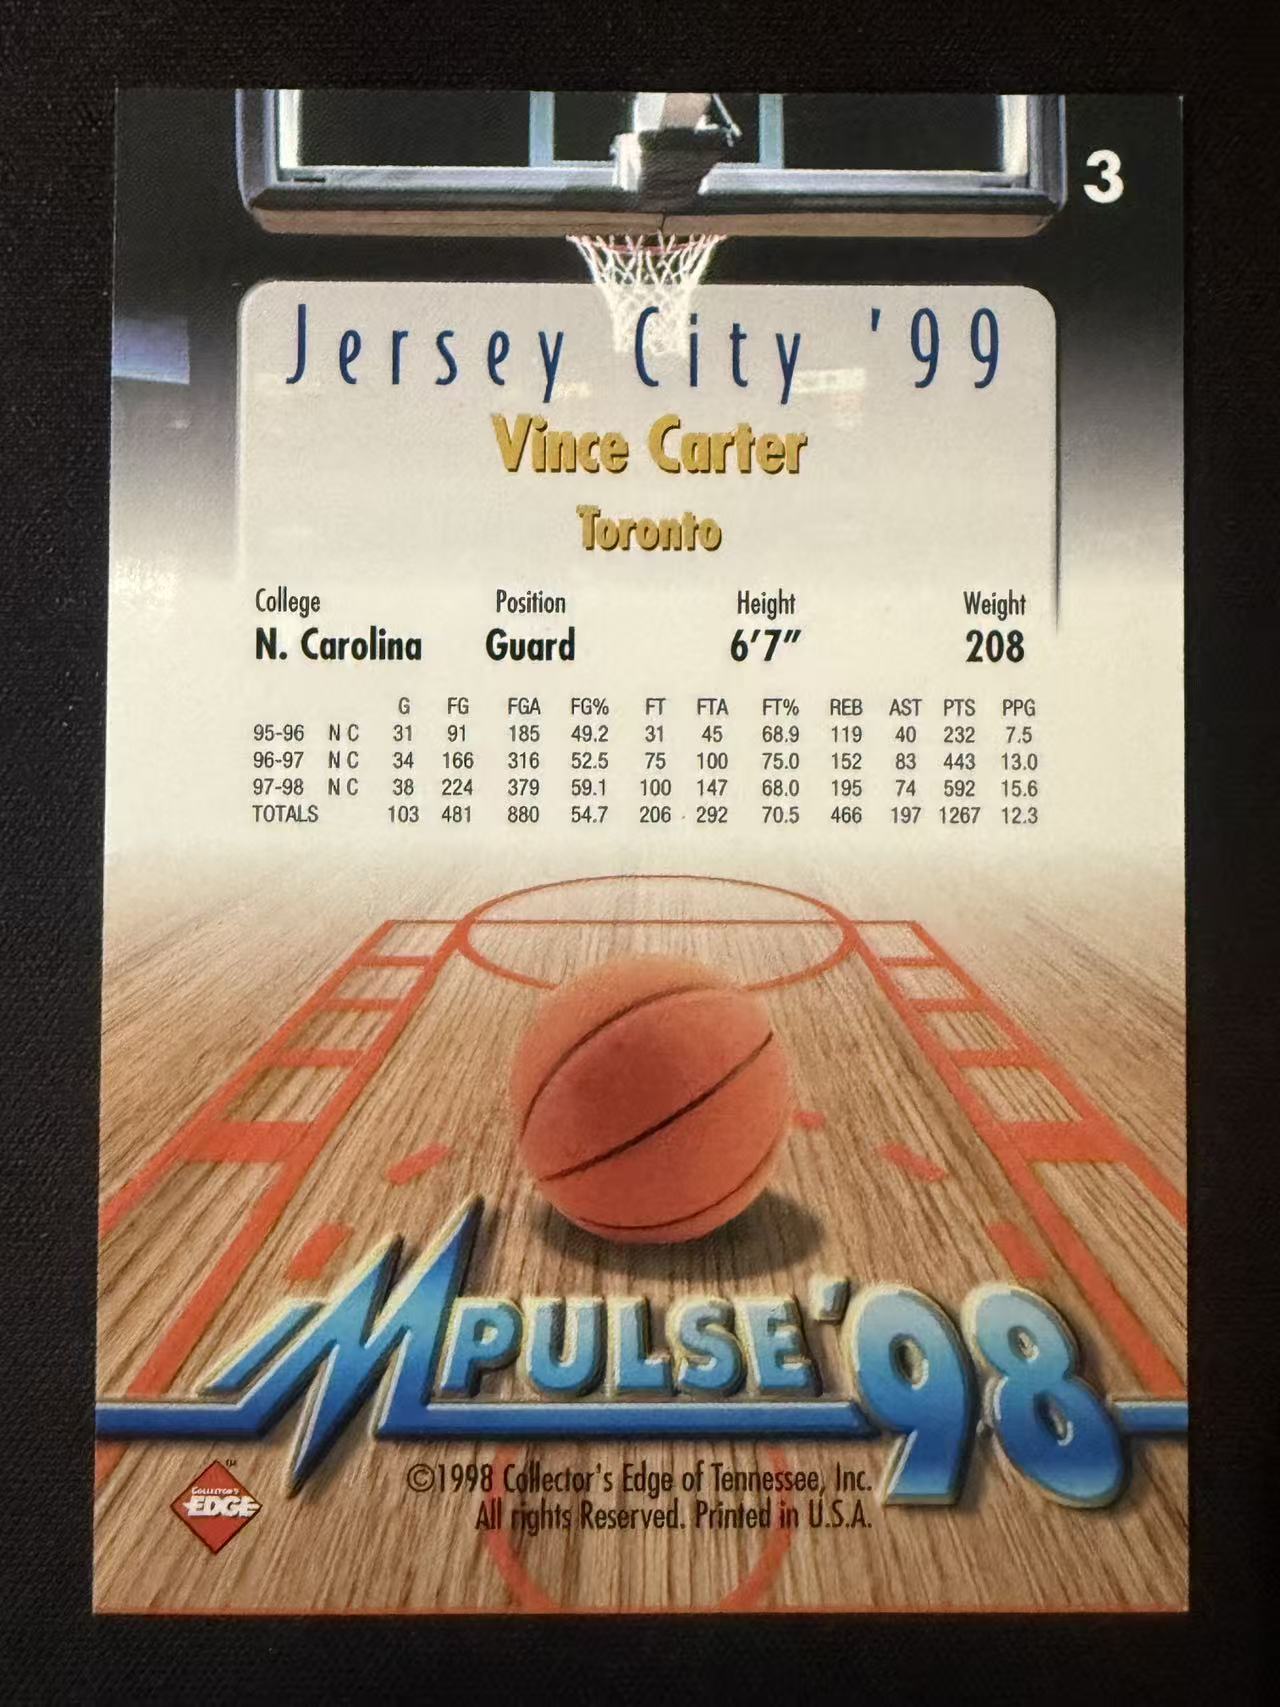 3
Jersey City '99
Vince Carter
Toronto
College Position Height Weight
N. Carolina Guard 6'7" 208
G FG FGA FG% FT FTA FT% REB AST PTS PPG
95-96 N C 31 91 185 49.2 31 45 68.9 119 40 232 7.5
96-97 N C 34 166 316 52.5 75 100 75.0 152 83 443 13.0
97-98 N C 38 224 379 59.1 100 147 68.0 195 74 592 15.6
TOTALS 103 481 880 54.7 206 292 70.5 466 197 1267 12.3
MPULSE '98
COLLECTOR'S
EDGE
TM
©1998 Collector's Edge of Tennessee, Inc.
All rights Reserved. Printed in U.S.A.